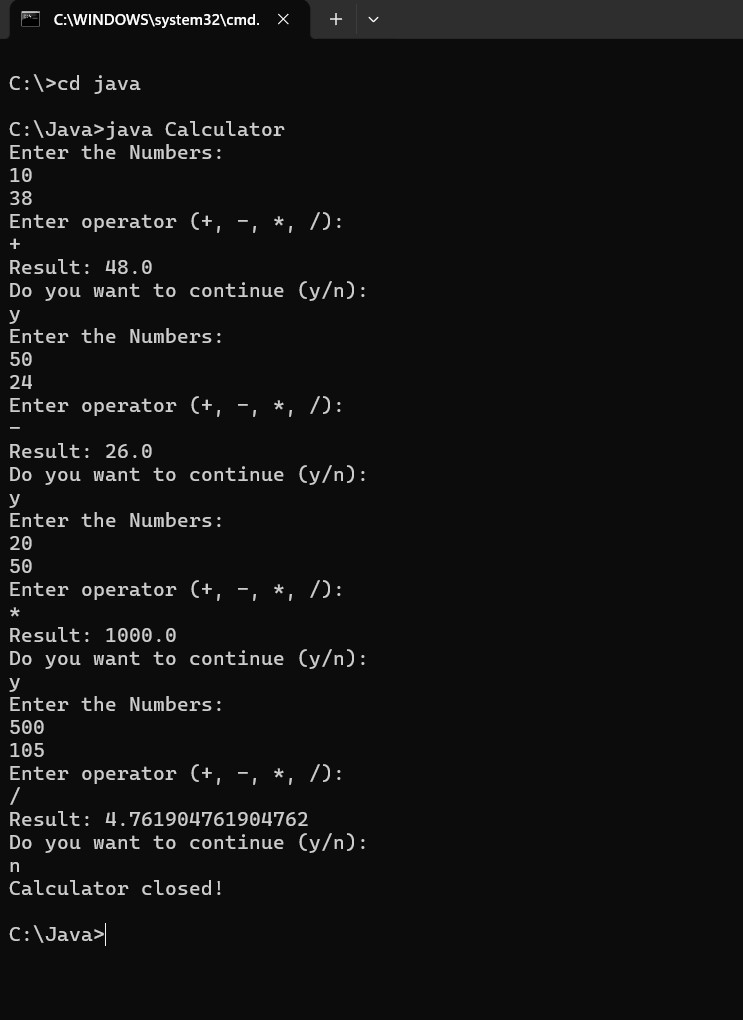 C:\WINDOWS\system32\cmd.
C:\>cd java
C:\Java>java Calculator
Enter the Numbers:
10
38
Enter operator (+, -, *, /):
+
Result: 48.0
Do you want to continue (y/n):
y
Enter the Numbers:
50
24
Enter operator (+, -, *, /):
-
Result: 26.0
Do you want to continue (y/n):
y
Enter the Numbers:
20
50
Enter operator (+, -, *, /):
*
Result: 1000.0
Do you want to continue (y/n):
y
Enter the Numbers:
500
105
Enter operator (+, -, *, /):
/
Result: 4.761904761904762
Do you want to continue (y/n):
n
Calculator closed!
C:\Java>